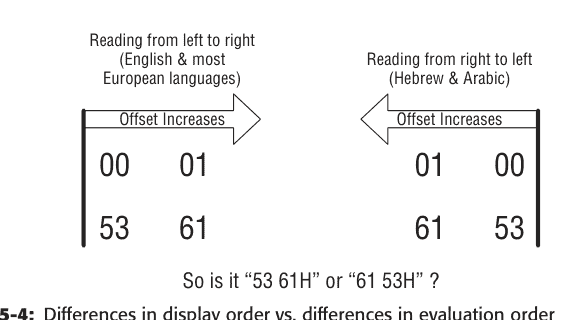 Reading from left to right
(English & most
European languages)
Reading from right to left
(Hebrew & Arabic)
Offset Increases
Offset Increases
00 01
01 00
53 61
61 53
So is it “53 61H” or “61 53H” ?
5-4: Differences in display order vs. differences in evaluation order